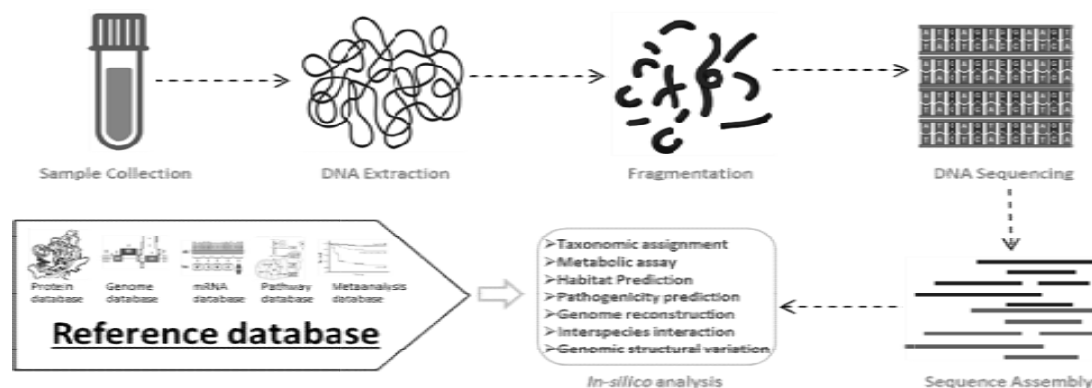 Sample Collection
DNA Extraction
Fragmentation
DNA Sequencing
Protein database
Genome database
mRNA database
Pathway database
Metaanalysis database
Reference database
➢Taxonomic assignment
➢Metabolic assay
➢Habitat Prediction
➢Pathogenicity prediction
➢Genome reconstruction
➢Interspecies interaction
➢Genomic structural variation
In-silico analysis
Sequence Assembly